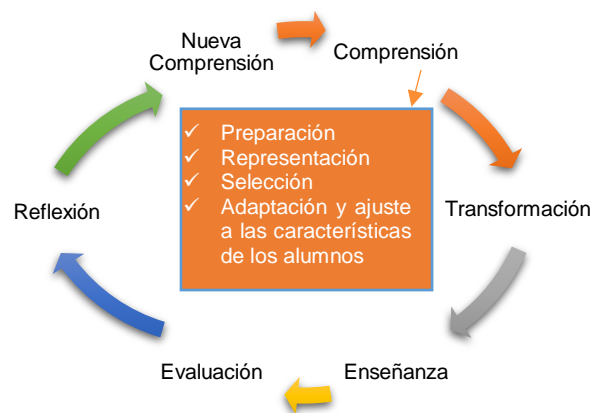 Nueva
Comprensión
Comprensión
✓ Preparación
✓ Representación
✓ Selección
✓ Adaptación y ajuste
a las características
de los alumnos
Transformación
Enseñanza
Evaluación
Reflexión